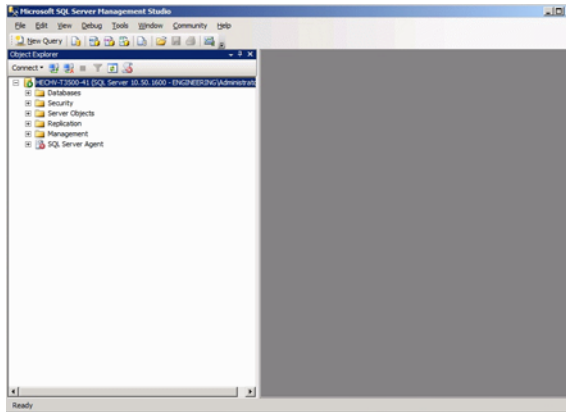 Microsoft SQL Server Management Studio
File Edit View Debug Tools Window Community Help
New Query
Object Explorer
Connect
HECHV-T3500-41 (SQL Server 10.50.1600 - ENGINEERING\Administrato
Databases
Security
Server Objects
Replication
Management
SQL Server Agent
Ready